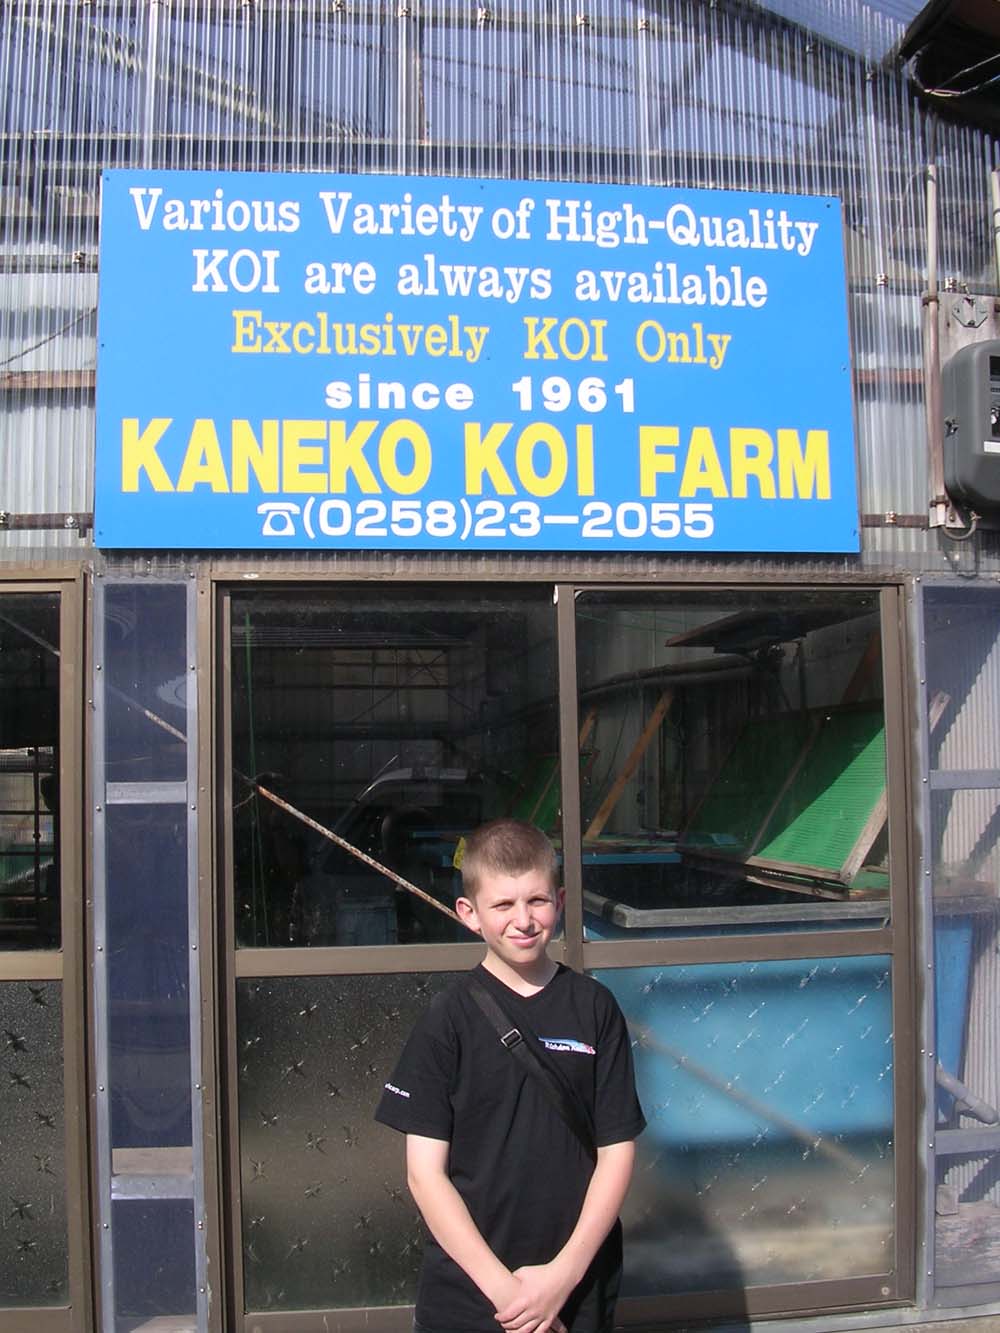 Various Variety of High-Quality
KOI are always available
Exclusively KOI Only
since 1961
KANEKO KOI FARM
☎(0258)23-2055